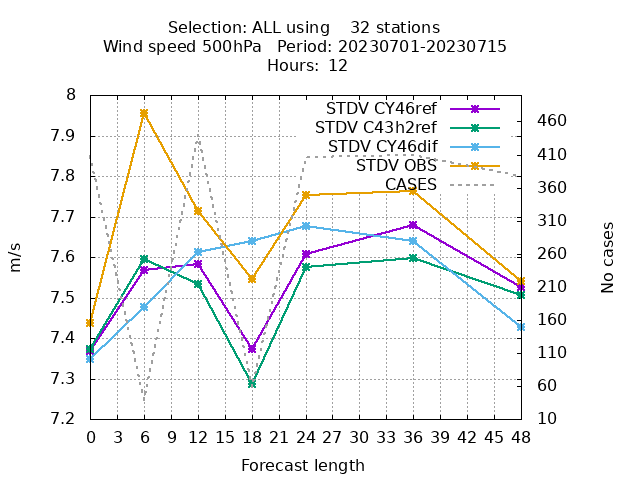 Selection: ALL using    32 stations
Wind speed 500hPa   Period: 20230701-20230715
Hours:  12
STDV CY46ref
STDV C43h2ref
STDV CY46dif
STDV OBS
CASES
8
7.9
7.8
7.7
7.6
7.5
7.4
7.3
7.2
m/s
460
410
360
310
260
210
160
110
60
10
No cases
0 3 6 9 12 15 18 21 24 27 30 33 36 39 42 45 48
Forecast length